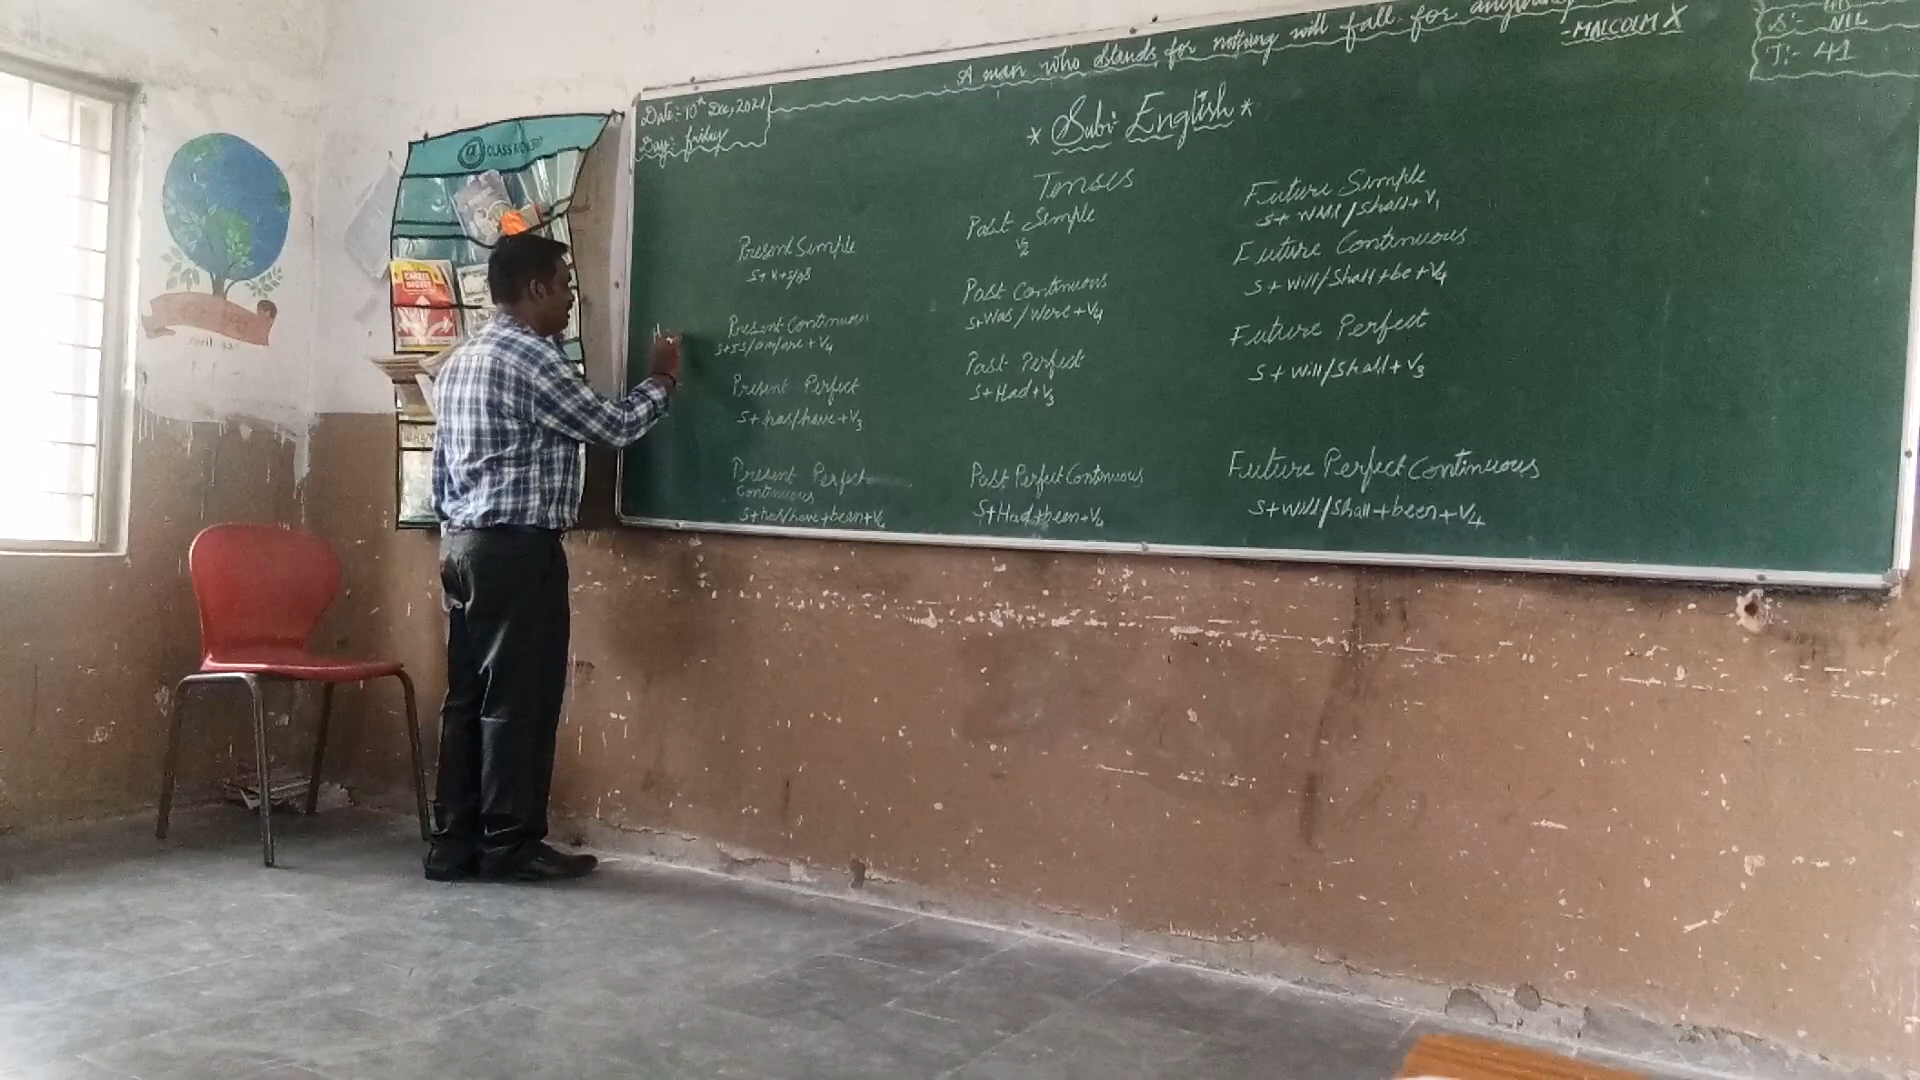 A man who stands for nothing will fall for anything
-MALCOLM X
S:- NIL
T:- 41
Date:- 10th Dec, 2021
Day:- friday
* Sub:- English *
Tenses
Present Simple
Present Continuous
S+IS/am/are+V4
Present Perfect
S+has/have+V3
Present Perfect
Continuous
S+has/have+been+V4
Past Simple
V2
Past Continuous
S+Was/Were+V4
Past Perfect
S+Had+V3
Past Perfect Continuous
S+Had+been+V4
Future Simple
S+Will/Shall+V1
Future Continuous
S+Will/Shall+be+V4
Future Perfect
S+Will/Shall+V3
Future Perfect Continuous
S+Will/Shall+been+V4
CAREER